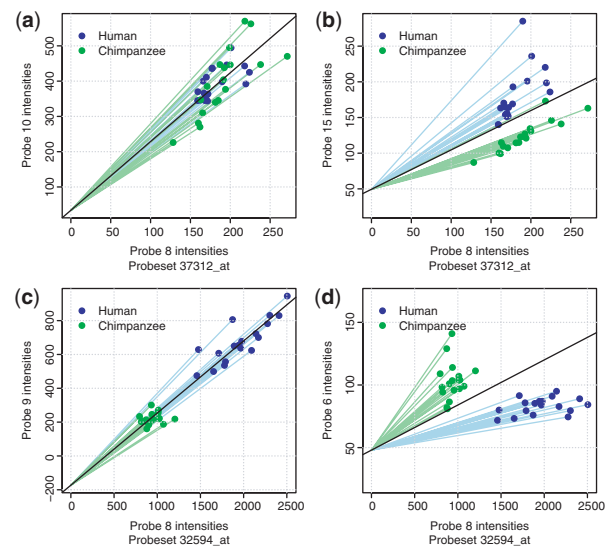 (a)
Human
Chimpanzee
Probe 10 intensities
100 200 300 400 500
0 50 100 150 200 250
Probe 8 intensities
Probeset 37312_at
(b)
Human
Chimpanzee
Probe 15 intensities
50 100 150 200 250
0 50 100 150 200 250
Probe 8 intensities
Probeset 37312_at
(c)
Human
Chimpanzee
Probe 9 intensities
−200 0 200 400 600 800
0 500 1000 1500 2000 2500
Probe 8 intensities
Probeset 32594_at
(d)
Human
Chimpanzee
Probe 6 intensities
50 100 150
0 500 1000 1500 2000 2500
Probe 8 intensities
Probeset 32594_at